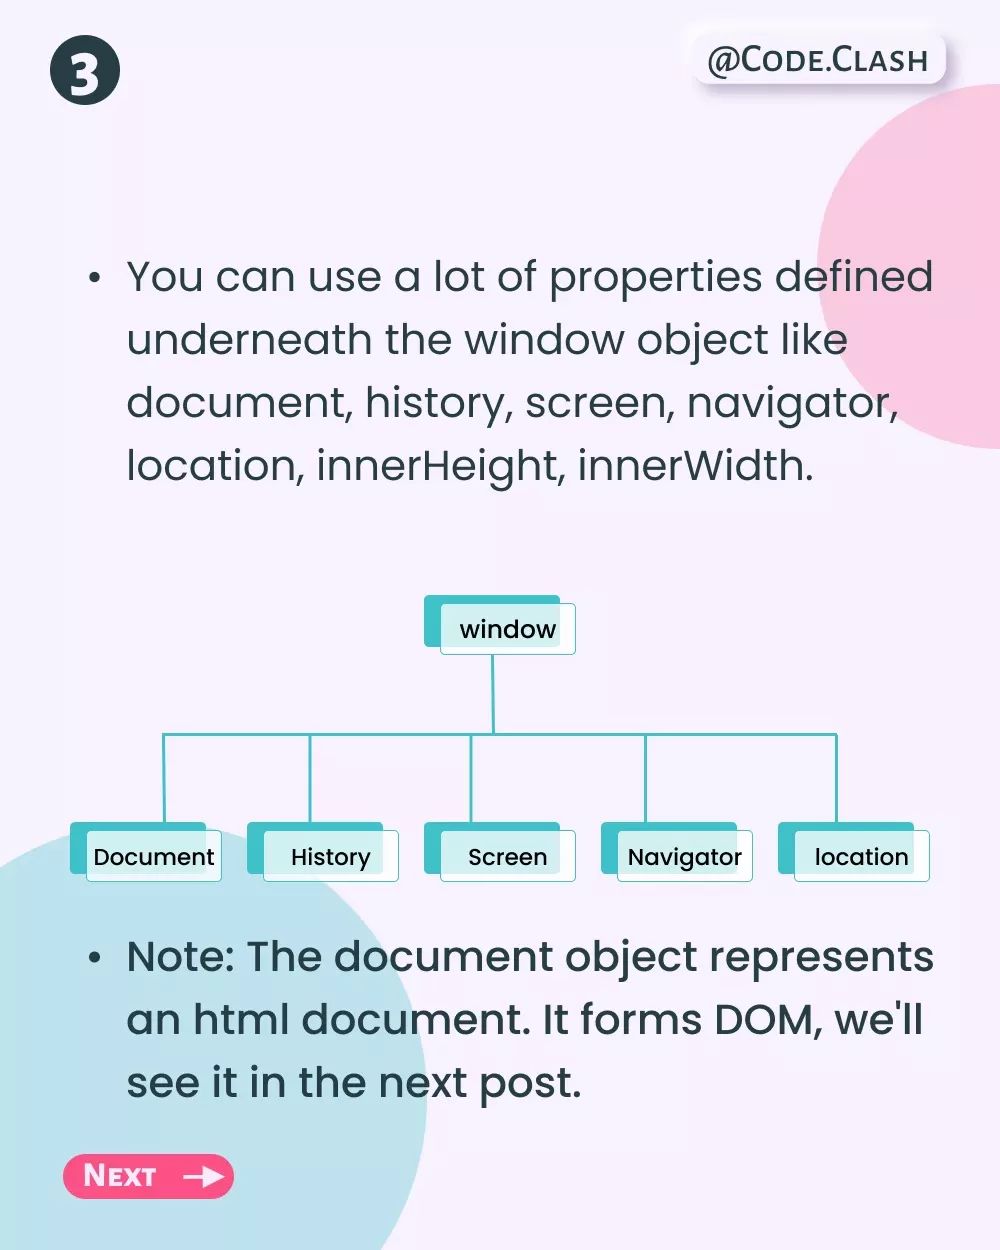 3
@Code.Clash
• You can use a lot of properties defined
underneath the window object like
document, history, screen, navigator,
location, innerHeight, innerWidth.
window
Document History Screen Navigator location
• Note: The document object represents
an html document. It forms DOM, we'll
see it in the next post.
Next